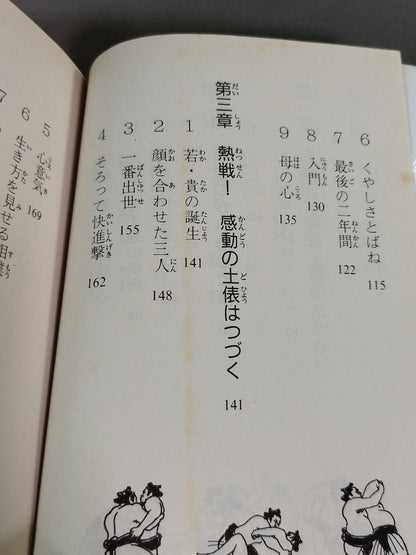 6 くやしさとばね 115
7 最後の二年間 122
8 入門 130
9 母の心 135
第三章 熱戦！ 感動の土俵はつづく 141
1 若・貴の誕生 141
2 顔を合わせた三人 148
3 一番出世 155
4 そろって快進撃 162
5 心意気 169
6 生き方を見せる相撲
7